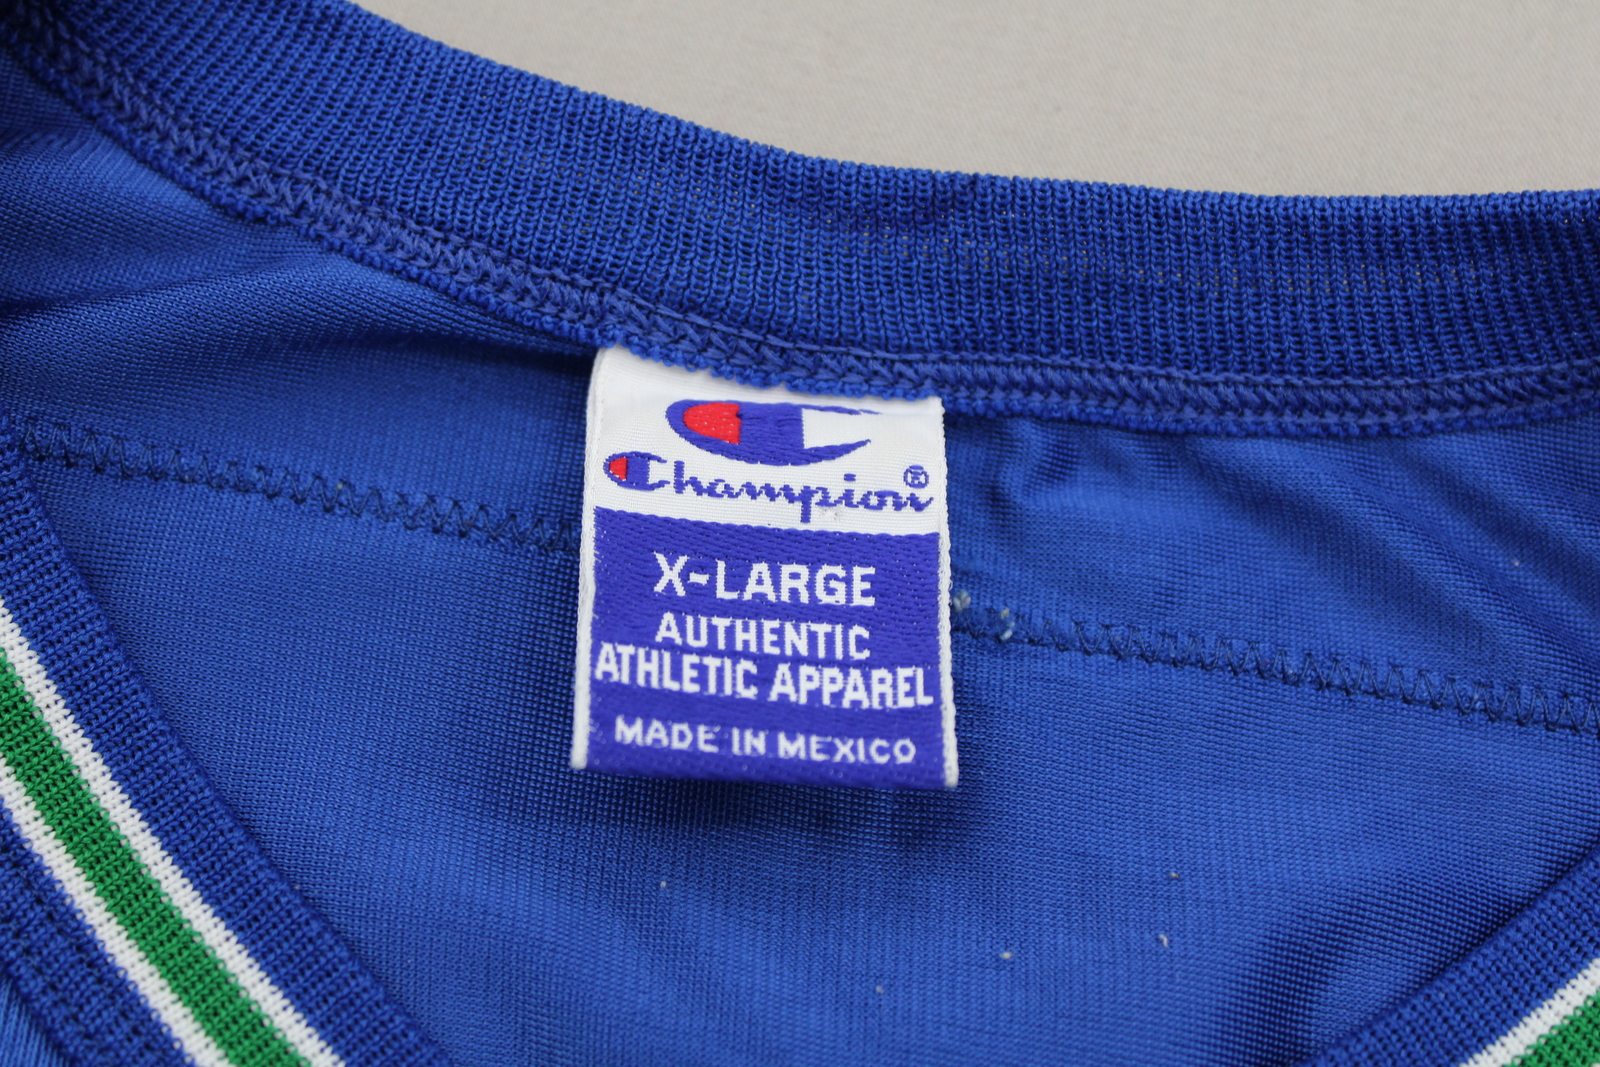 Champion®
X-LARGE
AUTHENTIC
ATHLETIC APPAREL
MADE IN MEXICO